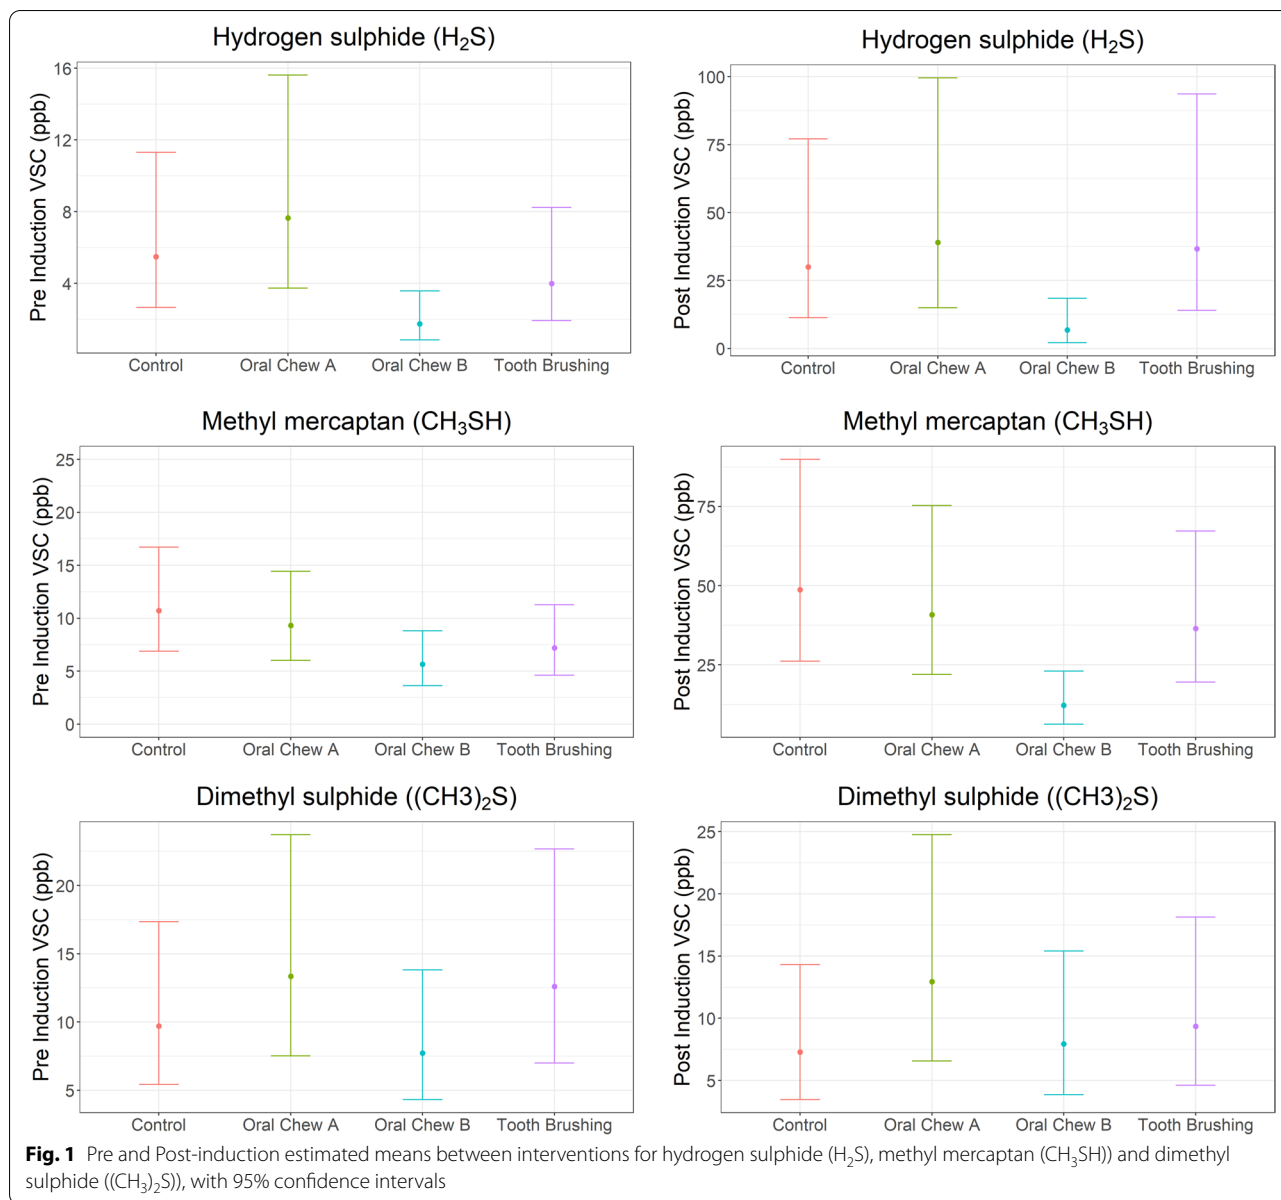 Hydrogen sulphide (H₂S)
Pre Induction VSC (ppb)
16
12
8
4
Control Oral Chew A Oral Chew B Tooth Brushing
Hydrogen sulphide (H₂S)
Post Induction VSC (ppb)
100
75
50
25
0
Control Oral Chew A Oral Chew B Tooth Brushing
Methyl mercaptan (CH₃SH)
Pre Induction VSC (ppb)
25
20
15
10
5
0
Control Oral Chew A Oral Chew B Tooth Brushing
Methyl mercaptan (CH₃SH)
Post Induction VSC (ppb)
75
50
25
Control Oral Chew A Oral Chew B Tooth Brushing
Dimethyl sulphide ((CH3)₂S)
Pre Induction VSC (ppb)
20
15
10
5
Control Oral Chew A Oral Chew B Tooth Brushing
Dimethyl sulphide ((CH3)₂S)
Post Induction VSC (ppb)
25
20
15
10
5
Control Oral Chew A Oral Chew B Tooth Brushing
Fig. 1 Pre and Post-induction estimated means between interventions for hydrogen sulphide (H₂S), methyl mercaptan (CH₃SH)) and dimethyl
sulphide ((CH₃)₂S)), with 95% confidence intervals